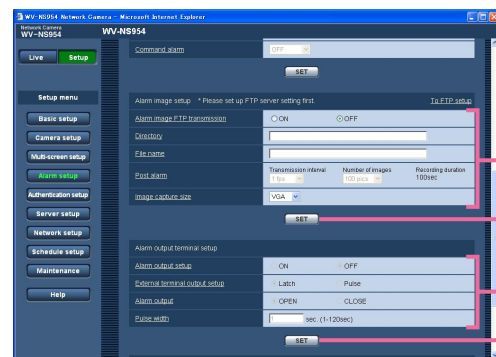 WV-NS954 Network Camera - Microsoft Internet Explorer
Network Camera
WV-NS954
WV-NS954
Live
Setup
Command alarm
OFF
SET
Setup menu
Basic setup
Camera setup
Multi-screen setup
Alarm setup
Authentication setup
Server setup
Network setup
Schedule setup
Maintenance
Help
Alarm image setup * Please set up FTP server setting first.
To FTP setup
Alarm image FTP transmission
ON
OFF
Directory
File name
Post alarm
Transmission interval
Number of images
Recording duration
1 fps
100 pics
100sec
Image capture size
VGA
SET
Alarm output terminal setup
Alarm output setup
ON
OFF
External terminal output setup
Latch
Pulse
Alarm output
OPEN
CLOSE
Pulse width
1
sec. (1-120sec)
SET